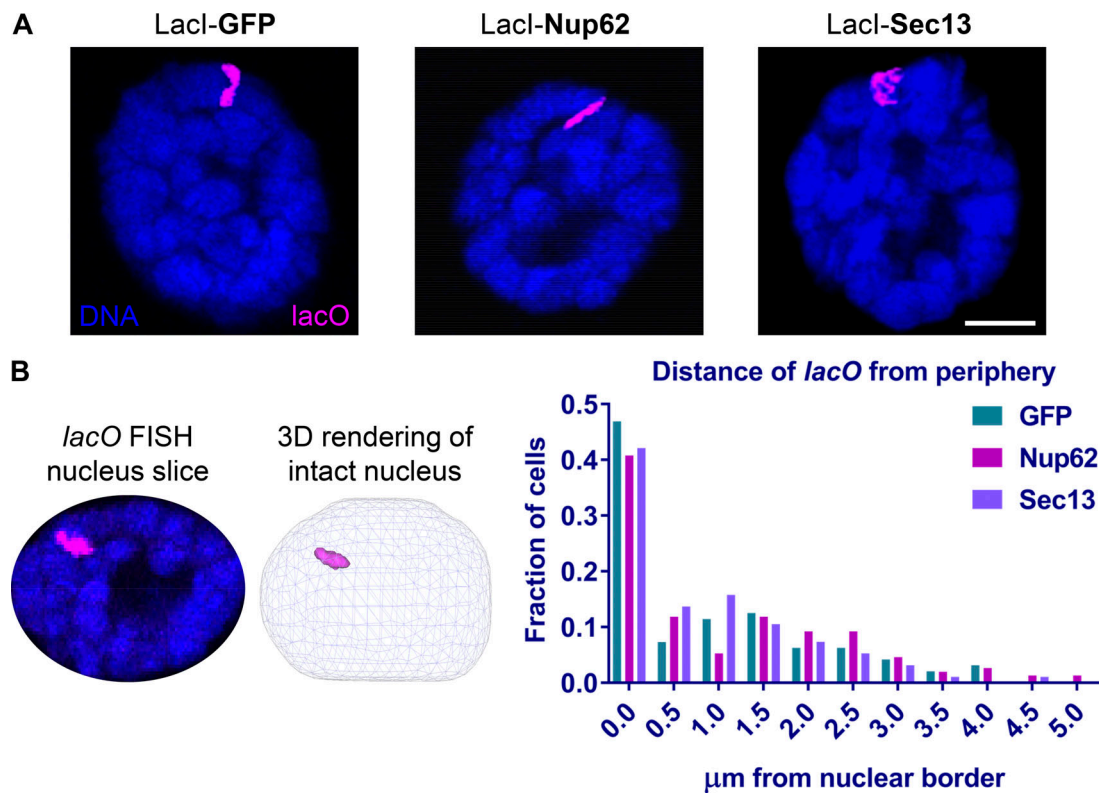 A
LacI-GFP
LacI-Nup62
LacI-Sec13
DNA
lacO
B
lacO FISH
nucleus slice
3D rendering of
intact nucleus
Distance of lacO from periphery
GFP
Nup62
Sec13
Fraction of cells
0.5
0.4
0.3
0.2
0.1
0.0
0.0
0.5
1.0
1.5
2.0
2.5
3.0
3.5
4.0
4.5
5.0
μm from nuclear border